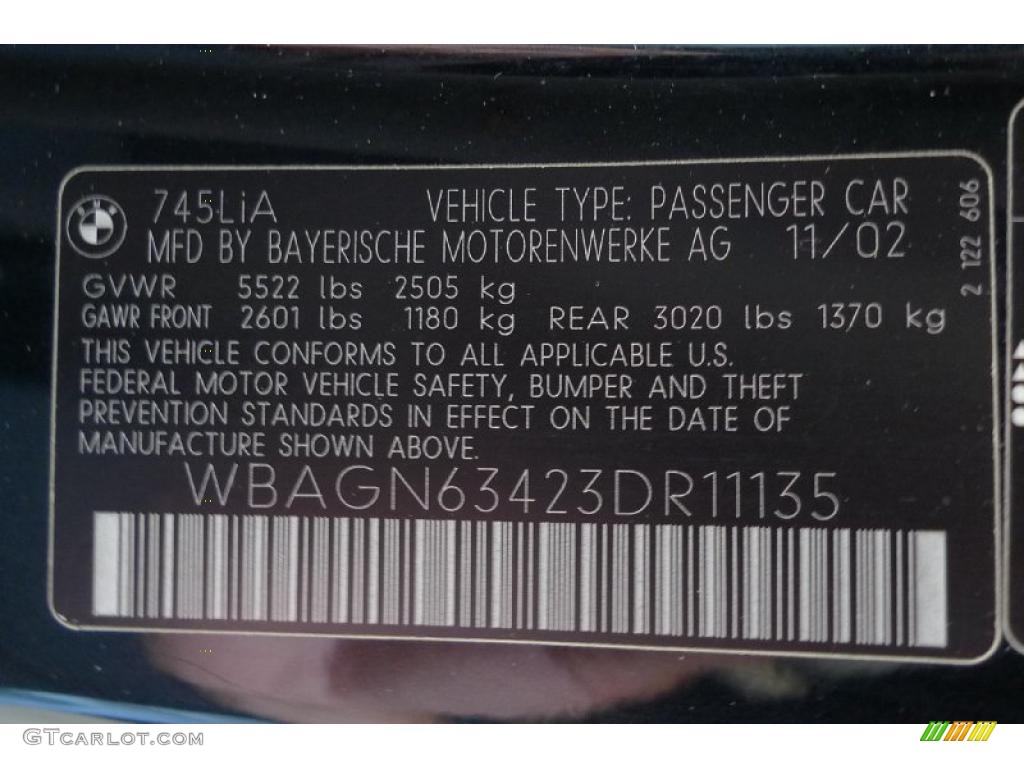 745LiA VEHICLE TYPE: PASSENGER CAR
MFD BY BAYERISCHE MOTORENWERKE AG 11/02
GVWR 5522 lbs 2505 kg
GAWR FRONT 2601 lbs 1180 kg REAR 3020 lbs 1370 kg
THIS VEHICLE CONFORMS TO ALL APPLICABLE U.S.
FEDERAL MOTOR VEHICLE SAFETY, BUMPER AND THEFT
PREVENTION STANDARDS IN EFFECT ON THE DATE OF
MANUFACTURE SHOWN ABOVE.
WBAGN63423DR11135
2 122 606
GTcarlot.com